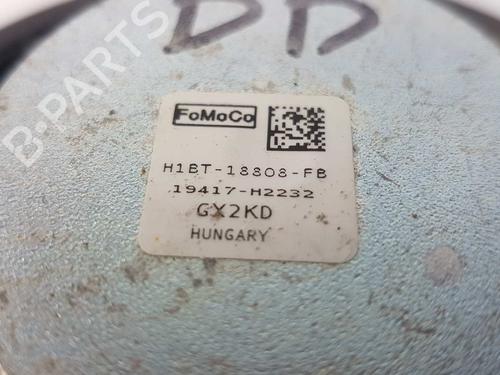 DD
B-PARTS
FoMoCo
H1BT-18808-FB
19417-H2232
GX2KD
HUNGARY